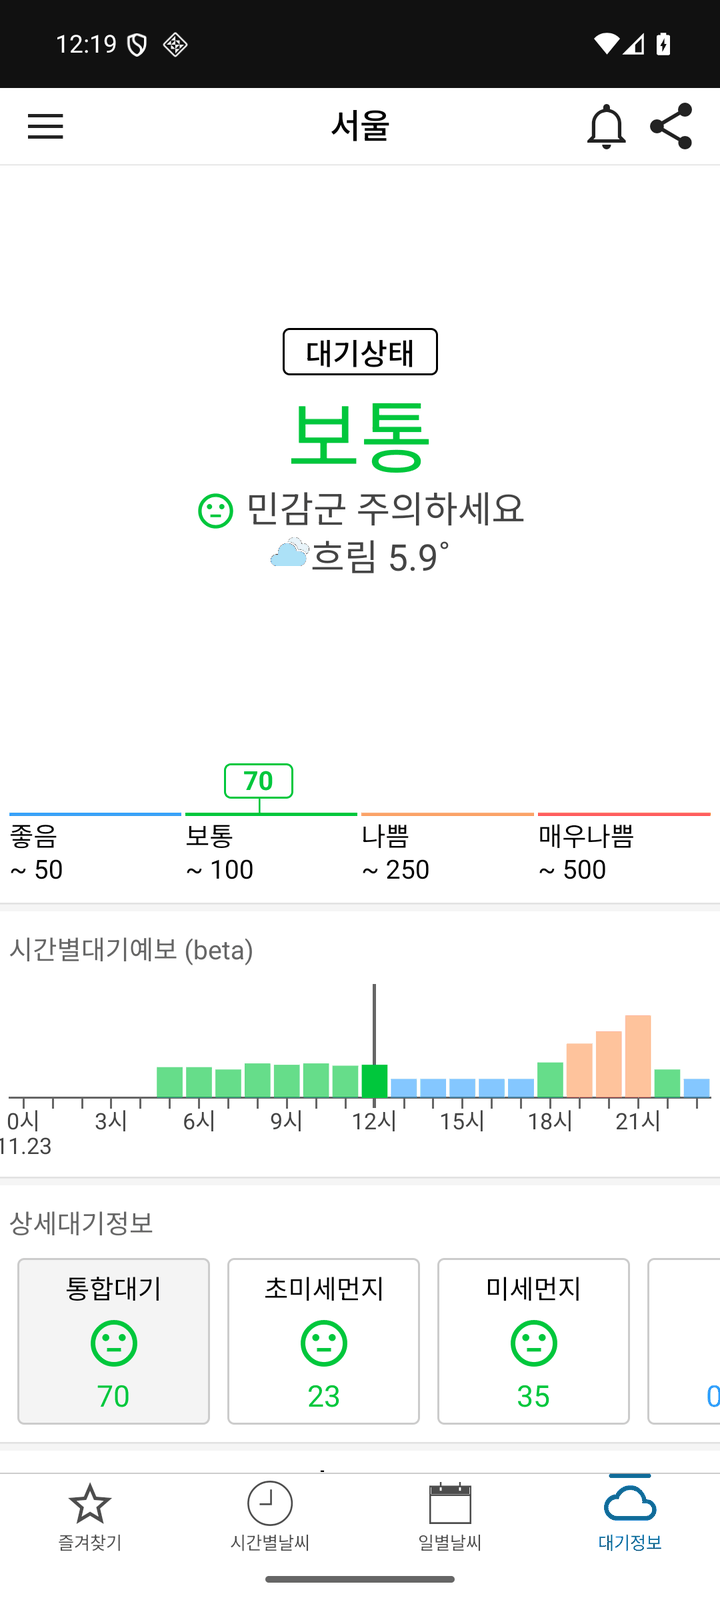 12:19
서울
대기상태
보통
민감군 주의하세요
흐림 5.9˚
70
좋음 보통 나쁨 매우나쁨
~ 50 ~ 100 ~ 250 ~ 500
시간별대기예보 (beta)
0시 3시 6시 9시 12시 15시 18시 21시
11.23
상세대기정보
통합대기 초미세먼지 미세먼지
70 23 35 0
즐겨찾기 시간별날씨 일별날씨 대기정보